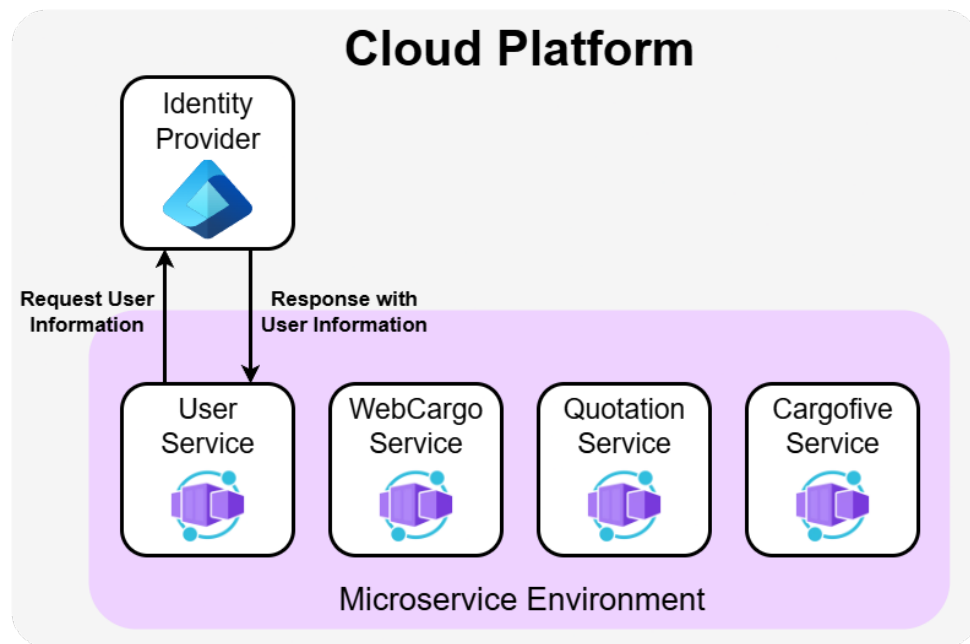 Cloud Platform
Identity
Provider
Request User
Information
Response with
User Information
User
Service
WebCargo
Service
Quotation
Service
Cargofive
Service
Microservice Environment